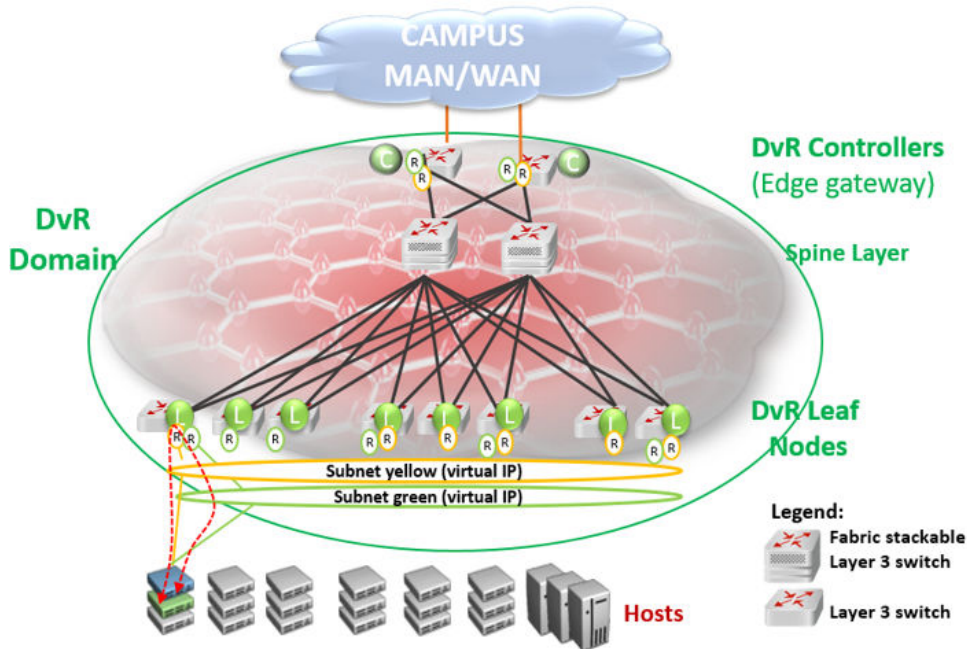 CAMPUS
MAN/WAN
C
R
R
R
R
C
DvR Controllers
(Edge gateway)
DvR
Domain
Spine Layer
L
L
L
L
L
L
L
L
R
R
R
R
R
R
R
R
R
R
R
R
DvR Leaf
Nodes
Subnet yellow (virtual IP)
Subnet green (virtual IP)
Legend:
Fabric stackable
Layer 3 switch
Layer 3 switch
Hosts